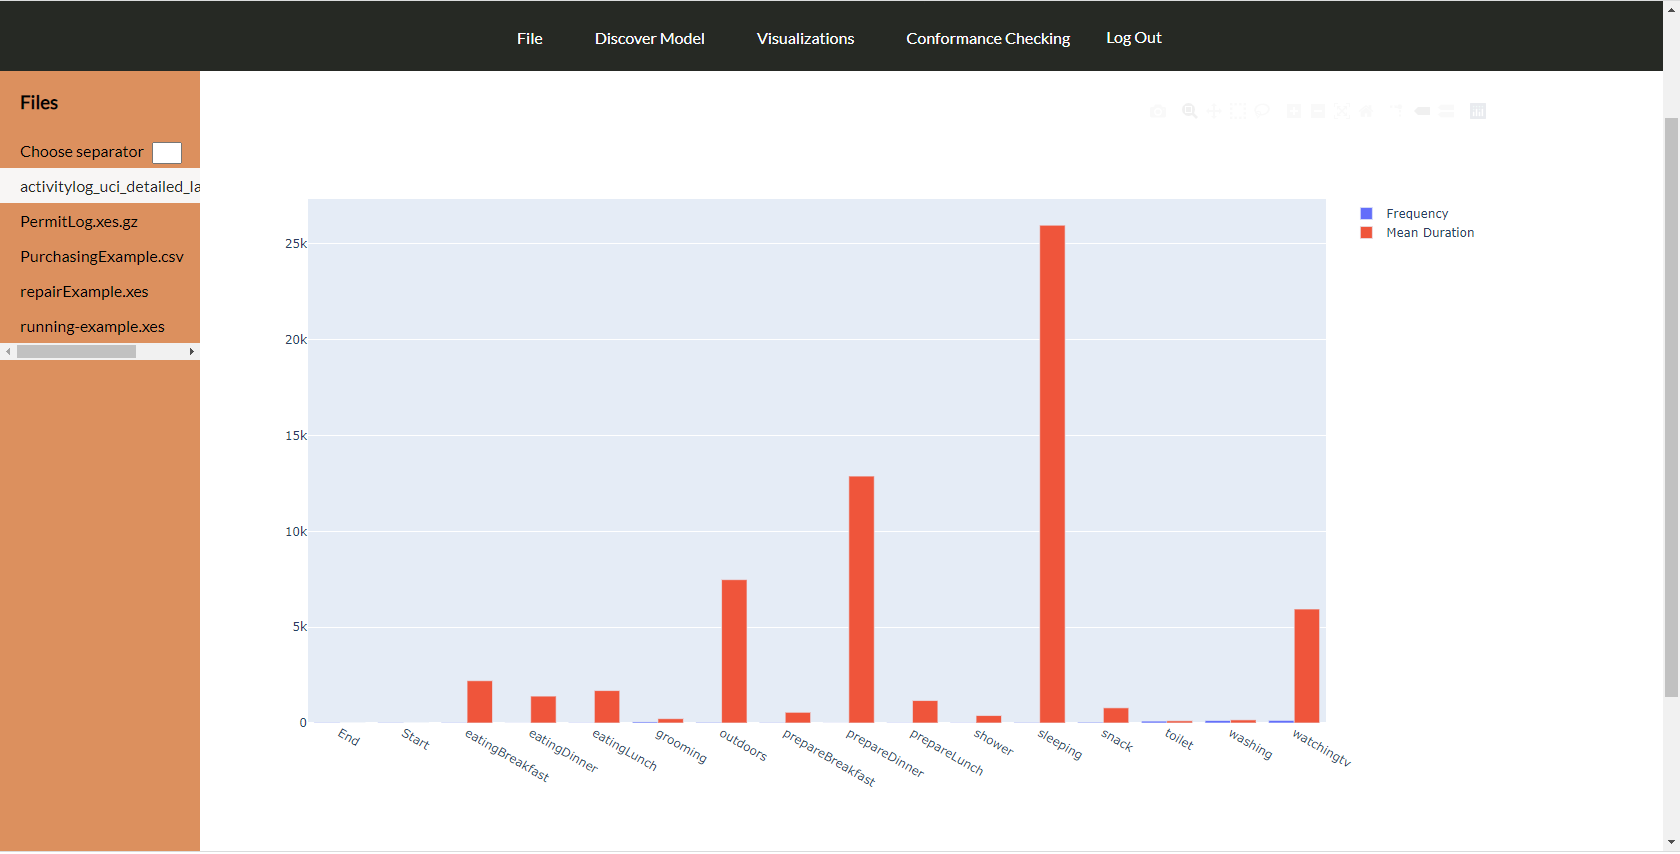 File Discover Model Visualizations Conformance Checking Log Out
Files
Choose separator
activitylog_uci_detailed_la
PermitLog.xes.gz
PurchasingExample.csv
repairExample.xes
running-example.xes
Frequency
Mean Duration
25k
20k
15k
10k
5k
0
End
Start
eatingBreakfast
eatingDinner
eatingLunch
grooming
outdoors
prepareBreakfast
prepareDinner
prepareLunch
shower
sleeping
snack
toilet
washing
watchingtv